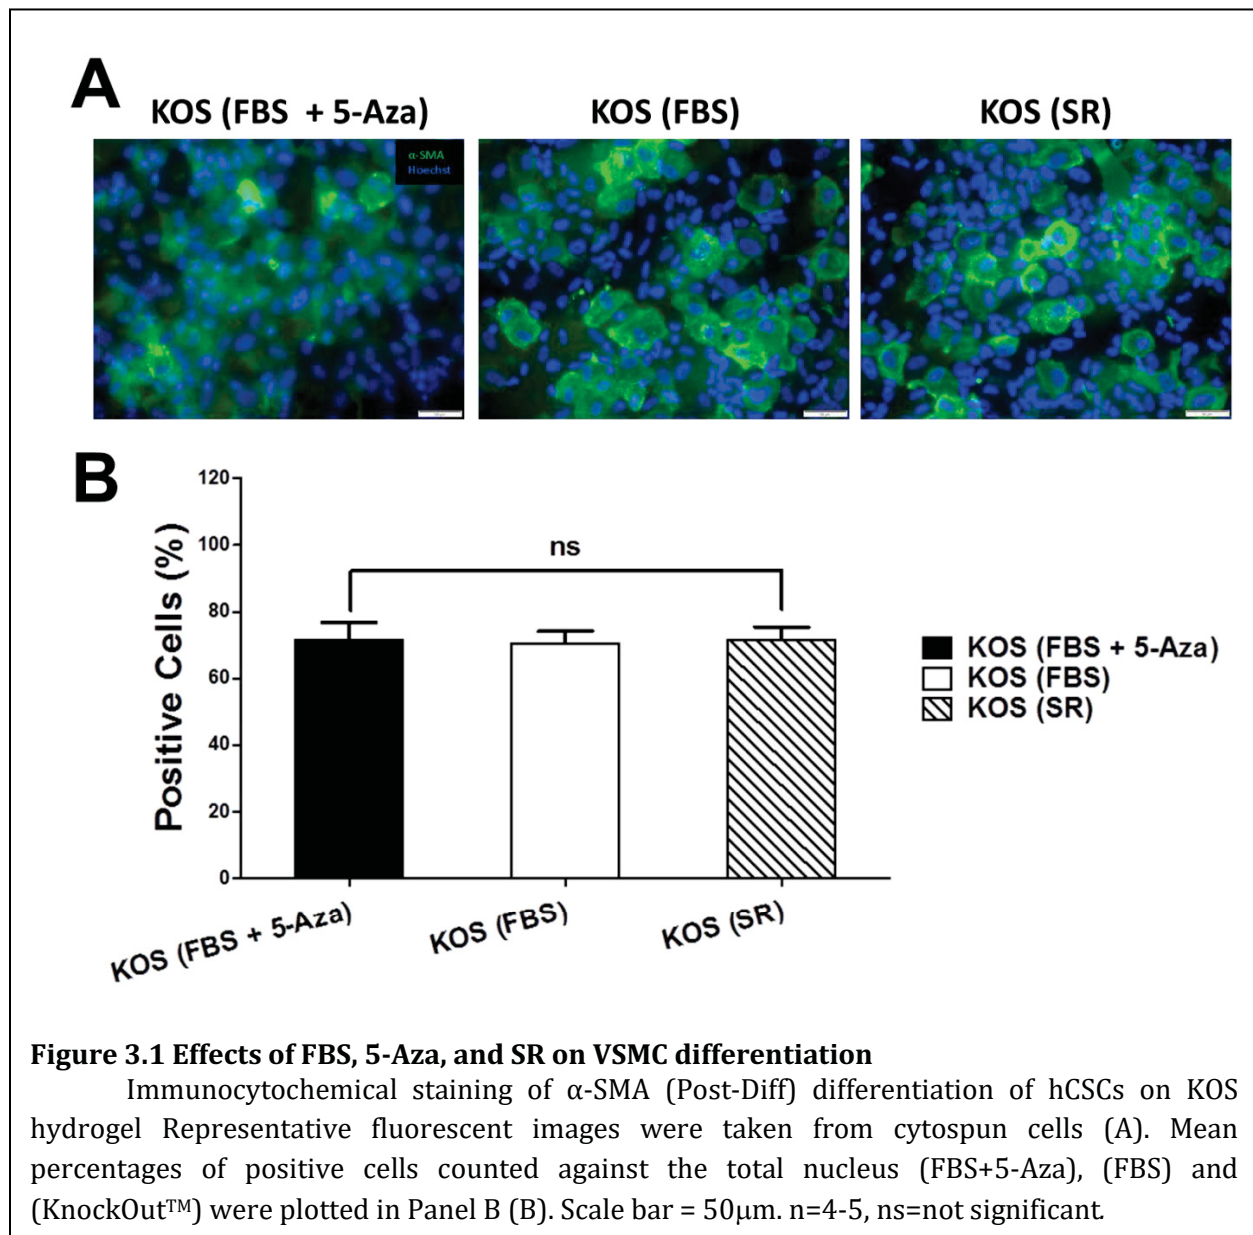 A
KOS (FBS + 5-Aza)
KOS (FBS)
KOS (SR)
α-SMA
Hoechst
B
120
100
80
60
40
20
0
Positive Cells (%)
ns
KOS (FBS + 5-Aza)
KOS (FBS)
KOS (SR)
KOS (FBS + 5-Aza)
KOS (FBS)
KOS (SR)
Figure 3.1 Effects of FBS, 5-Aza, and SR on VSMC differentiation
Immunocytochemical staining of α-SMA (Post-Diff) differentiation of hCSCs on KOS
hydrogel Representative fluorescent images were taken from cytospun cells (A). Mean
percentages of positive cells counted against the total nucleus (FBS+5-Aza), (FBS) and
(KnockOut™) were plotted in Panel B (B). Scale bar = 50μm. n=4-5, ns=not significant.